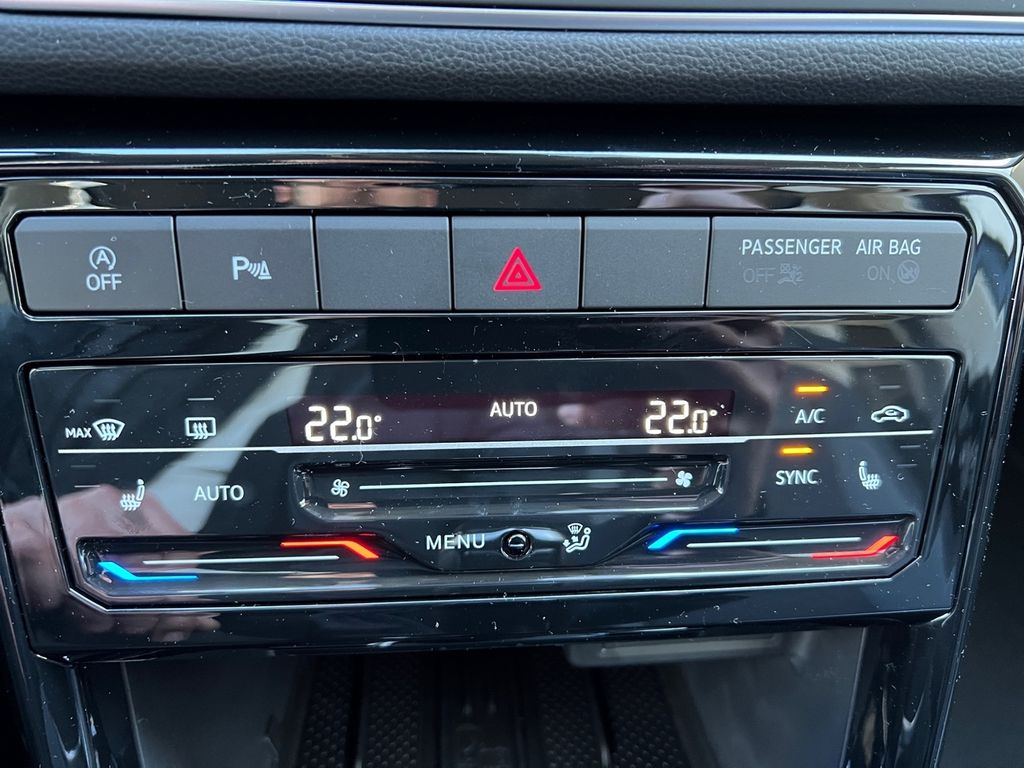 A
OFF
P
PASSENGER AIR BAG
OFF ON
22.0° AUTO 22.0°
A/C
MAX
AUTO
SYNC
MENU